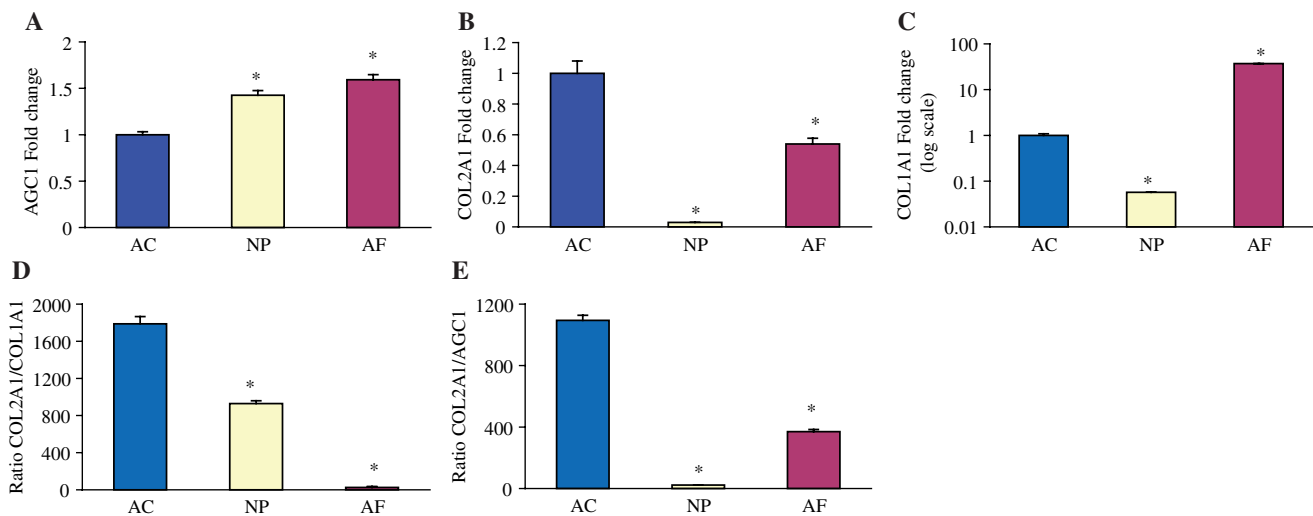 A
AGC1 Fold change
2
1.5
1
0.5
0
*
*
AC NP AF
B
COL2A1 Fold change
1.2
1
0.8
0.6
0.4
0.2
0
*
*
AC NP AF
C
COL1A1 Fold change
(log scale)
100
10
1
0.1
0.01
*
*
AC NP AF
D
Ratio COL2A1/COL1A1
2000
1600
1200
800
400
0
*
*
AC NP AF
E
Ratio COL2A1/AGC1
1200
800
400
0
*
*
AC NP AF